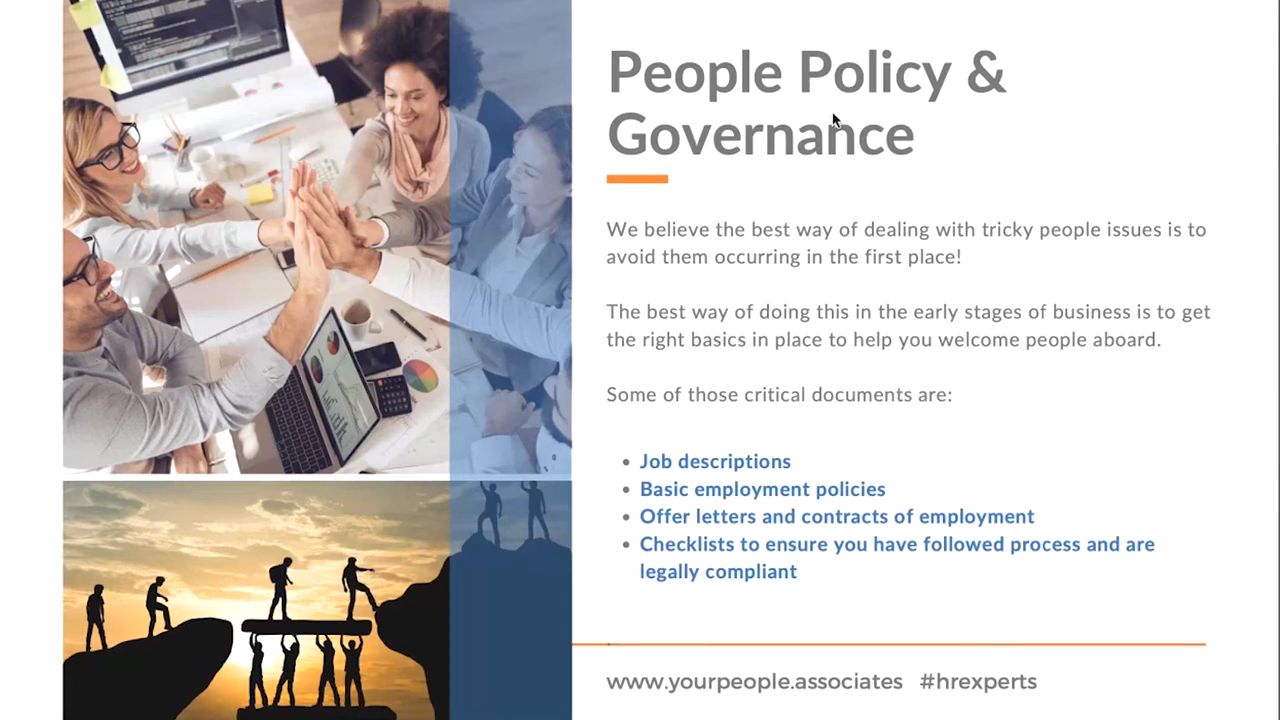 People Policy &
Governance
We believe the best way of dealing with tricky people issues is to
avoid them occurring in the first place!
The best way of doing this in the early stages of business is to get
the right basics in place to help you welcome people aboard.
Some of those critical documents are:
• Job descriptions
• Basic employment policies
• Offer letters and contracts of employment
• Checklists to ensure you have followed process and are
legally compliant
www.yourpeople.associates #hrexperts